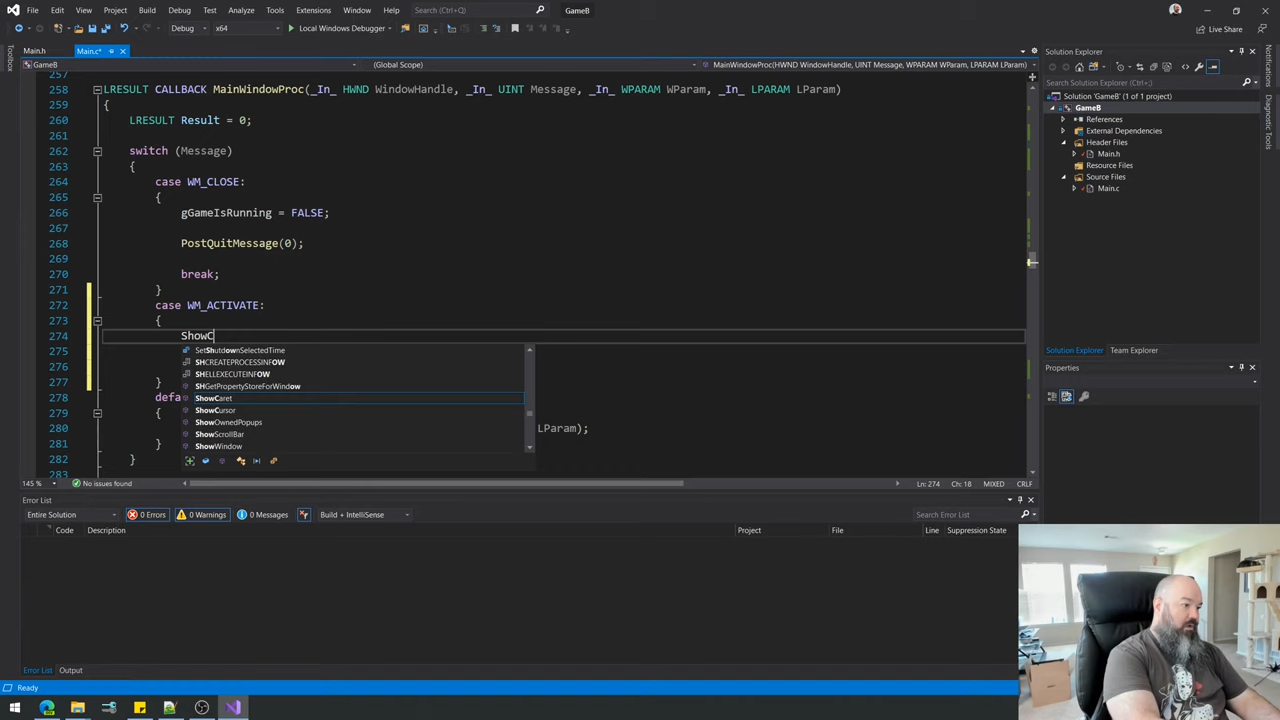 File Edit View Git Project Build Debug Test Analyze Tools Extensions Window Help Search (Ctrl+Q) GameB
Debug x64 Local Windows Debugger Live Share
Toolbox
Main.h Main.c*
GameB (Global Scope) MainWindowProc(HWND WindowHandle, UINT Message, WPARAM WParam, LPARAM LParam)
257
258 LRESULT CALLBACK MainWindowProc(_In_ HWND WindowHandle, _In_ UINT Message, _In_ WPARAM WParam, _In_ LPARAM LParam)
259 {
260 LRESULT Result = 0;
261
262 switch (Message)
263 {
264 case WM_CLOSE:
265 {
266 gGameIsRunning = FALSE;
267
268 PostQuitMessage(0);
269
270 break;
271 }
272 case WM_ACTIVATE:
273 {
274 ShowC
275
276
277 }
278 defa
279 {
280 LParam);
281 }
282 }
283
SetShutdownSelectedTime
SHCREATEPROCESSINFOW
SHELLEXECUTEINFOW
SHGetPropertyStoreForWindow
ShowCaret
ShowCursor
ShowOwnedPopups
ShowScrollBar
ShowWindow
145 % No issues found Ln: 274 Ch: 18 MIXED CRLF
Error List
Entire Solution 0 Errors 0 Warnings 0 Messages Build + IntelliSense Search Error List
Code Description Project File Line Suppression State
Error List Output
Ready
Solution Explorer
Search Solution Explorer (Ctrl+;)
Solution 'GameB' (1 of 1 project)
GameB
References
External Dependencies
Header Files
Main.h
Resource Files
Source Files
Main.c
Solution Explorer Team Explorer
Properties
Notifications
Diagnostic Tools